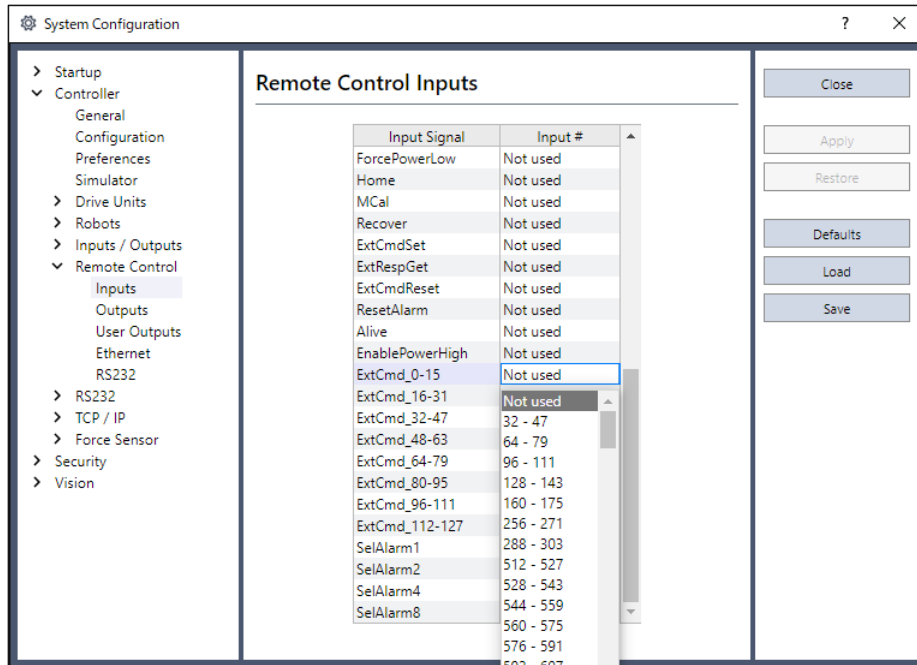 System Configuration
?
Startup
Controller
General
Configuration
Preferences
Simulator
Drive Units
Robots
Inputs / Outputs
Remote Control
Inputs
Outputs
User Outputs
Ethernet
RS232
RS232
TCP / IP
Force Sensor
Security
Vision
Remote Control Inputs
Input Signal Input #
ForcePowerLow Not used
Home Not used
MCal Not used
Recover Not used
ExtCmdSet Not used
ExtRespGet Not used
ExtCmdReset Not used
ResetAlarm Not used
Alive Not used
EnablePowerHigh Not used
ExtCmd_0-15 Not used
ExtCmd_16-31
ExtCmd_32-47
ExtCmd_48-63
ExtCmd_64-79
ExtCmd_80-95
ExtCmd_96-111
ExtCmd_112-127
SelAlarm1
SelAlarm2
SelAlarm4
SelAlarm8
Not used
32 - 47
64 - 79
96 - 111
128 - 143
160 - 175
256 - 271
288 - 303
512 - 527
528 - 543
544 - 559
560 - 575
576 - 591
Close
Apply
Restore
Defaults
Load
Save